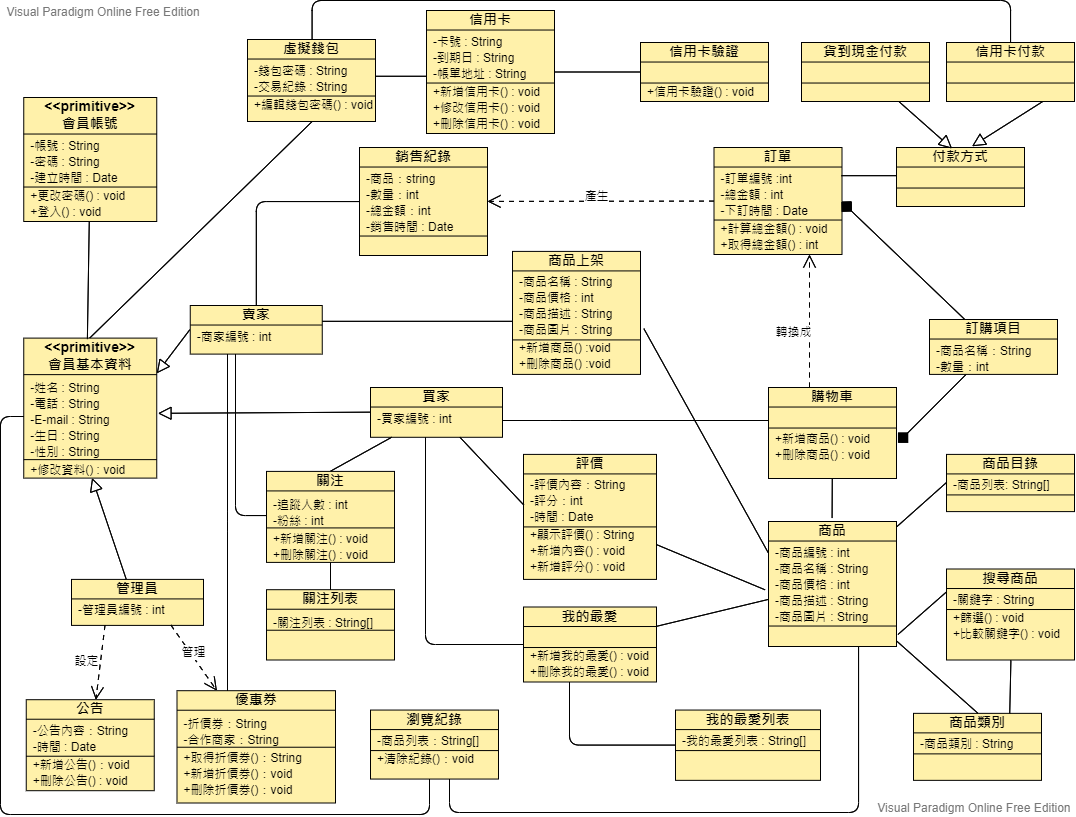 Visual Paradigm Online Free Edition
虛擬錢包
-錢包密碼 : String
-交易紀錄 : String
+編輯錢包密碼() : void
信用卡
-卡號 : String
-到期日 : String
-帳單地址 : String
+新增信用卡() : void
+修改信用卡() : void
+刪除信用卡() : void
信用卡驗證
+信用卡驗證() : void
貨到現金付款
信用卡付款
<<primitive>>
會員帳號
-帳號 : String
-密碼 : String
-建立時間 : Date
+更改密碼() : void
+登入() : void
銷售紀錄
-商品 : string
-數量 : int
-總金額 : int
-銷售時間 : Date
產生
訂單
-訂單編號 :int
-總金額 : int
-下訂時間 : Date
+計算總金額() : void
+取得總金額() : int
付款方式
商品上架
-商品名稱 : String
-商品價格 : int
-商品描述 : String
-商品圖片 : String
+新增商品() :void
+刪除商品() :void
賣家
-商家編號 : int
轉換成
訂購項目
-商品名稱 : String
-數量 : int
<<primitive>>
會員基本資料
-姓名 : String
-電話 : String
-E-mail : String
-生日 : String
-性別 : String
+修改資料() : void
買家
-買家編號 : int
購物車
+新增商品() : void
+刪除商品() : void
關注
-追蹤人數 : int
-粉絲 : int
+新增關注() : void
+刪除關注() : void
評價
-評價內容 : String
-評分 : int
-時間 : Date
+顯示評價() : String
+新增內容() : void
+新增評分() : void
商品目錄
-商品列表: String[]
商品
-商品編號 : int
-商品名稱 : String
-商品價格 : int
-商品描述 : String
-商品圖片 : String
搜尋商品
-關鍵字 : String
+篩選() : void
+比較關鍵字() : void
管理員
-管理員編號 : int
關注列表
-關注列表 : String[]
我的最愛
+新增我的最愛() : void
+刪除我的最愛() : void
設定
管理
公告
-公告內容 : String
-時間 : Date
+新增公告() : void
+刪除公告() : void
優惠券
-折價券 : String
-合作商家 : String
+取得折價券() : String
+新增折價券() : void
+刪除折價券() : void
瀏覽紀錄
-商品列表 : String[]
+清除紀錄() : void
我的最愛列表
-我的最愛列表 : String[]
商品類別
-商品類別 : String
Visual Paradigm Online Free Edition